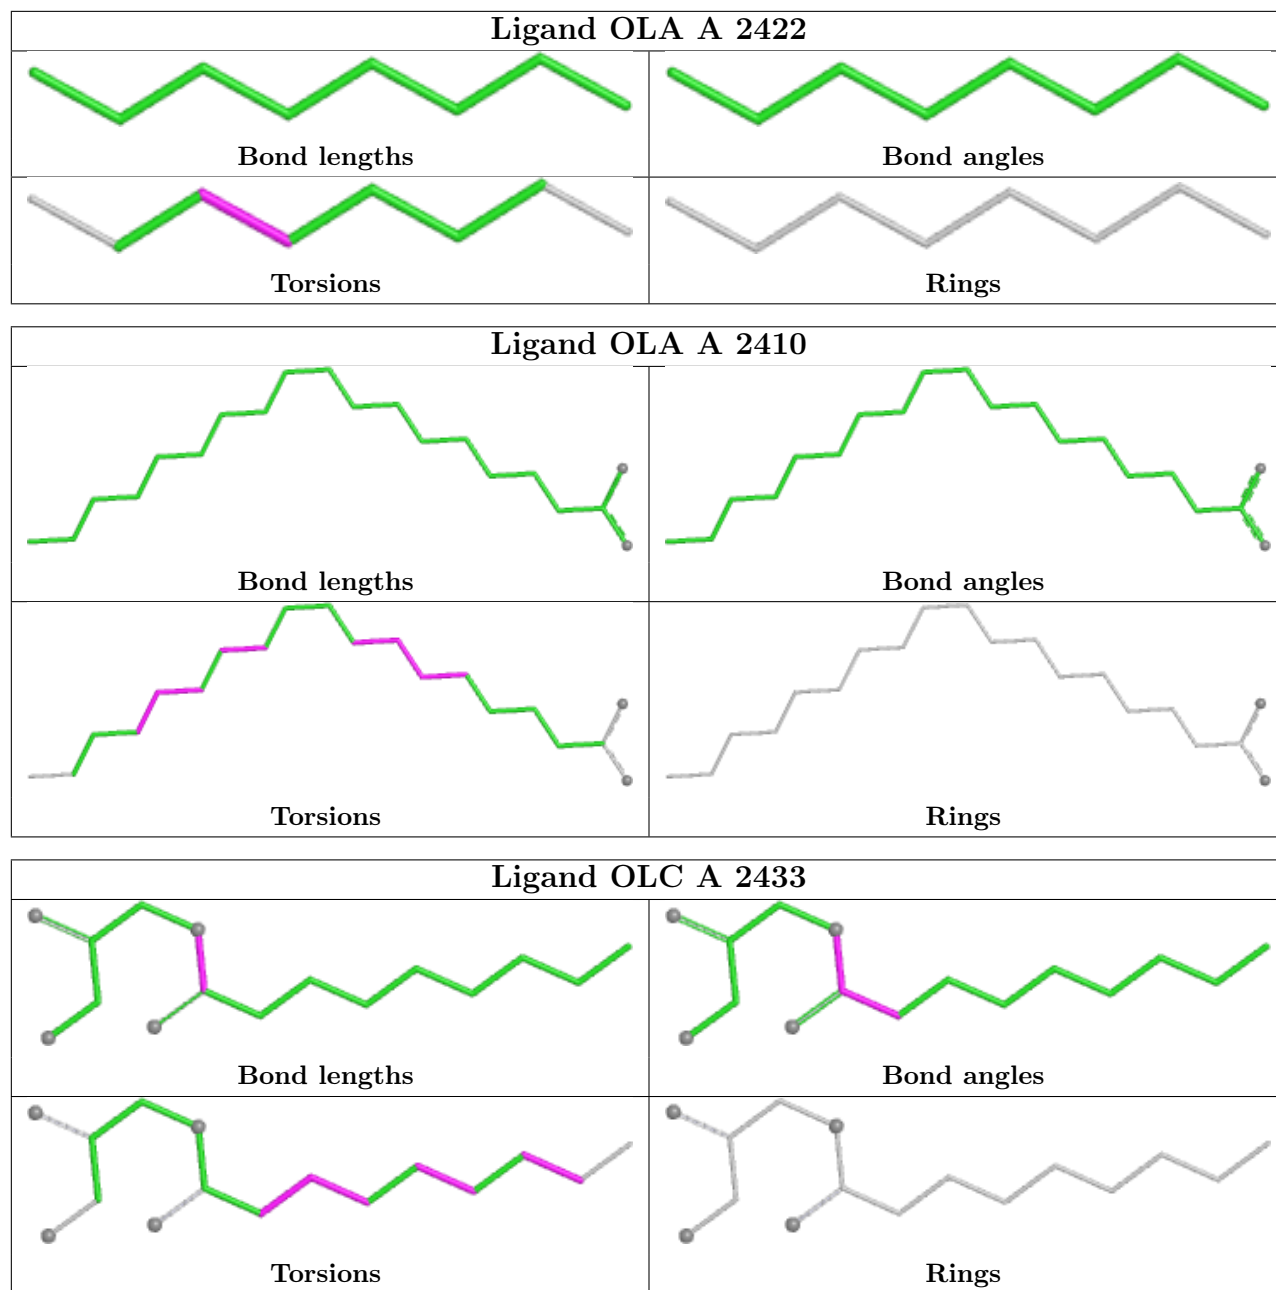 Ligand OLA A 2422
Bond lengths
Bond angles
Torsions
Rings
Ligand OLA A 2410
Bond lengths
Bond angles
Torsions
Rings
Ligand OLC A 2433
Bond lengths
Bond angles
Torsions
Rings